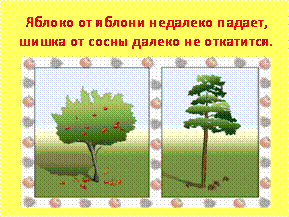 Яблоко от яблони недалеко падает,
шишка от сосны далеко не откатится.